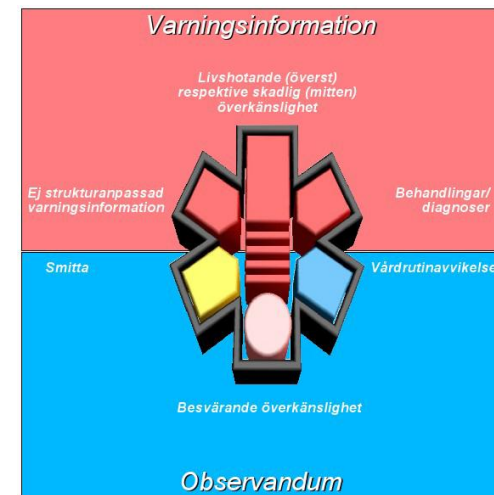 Varningsinformation
Livshotande (överst)
respektive skadlig (mitten)
överkänslighet
Ej strukturanpassad
varningsinformation
Behandlingar/
diagnoser
Smitta
Vårdrutinavvikelse
Besvärande överkänslighet
Observandum